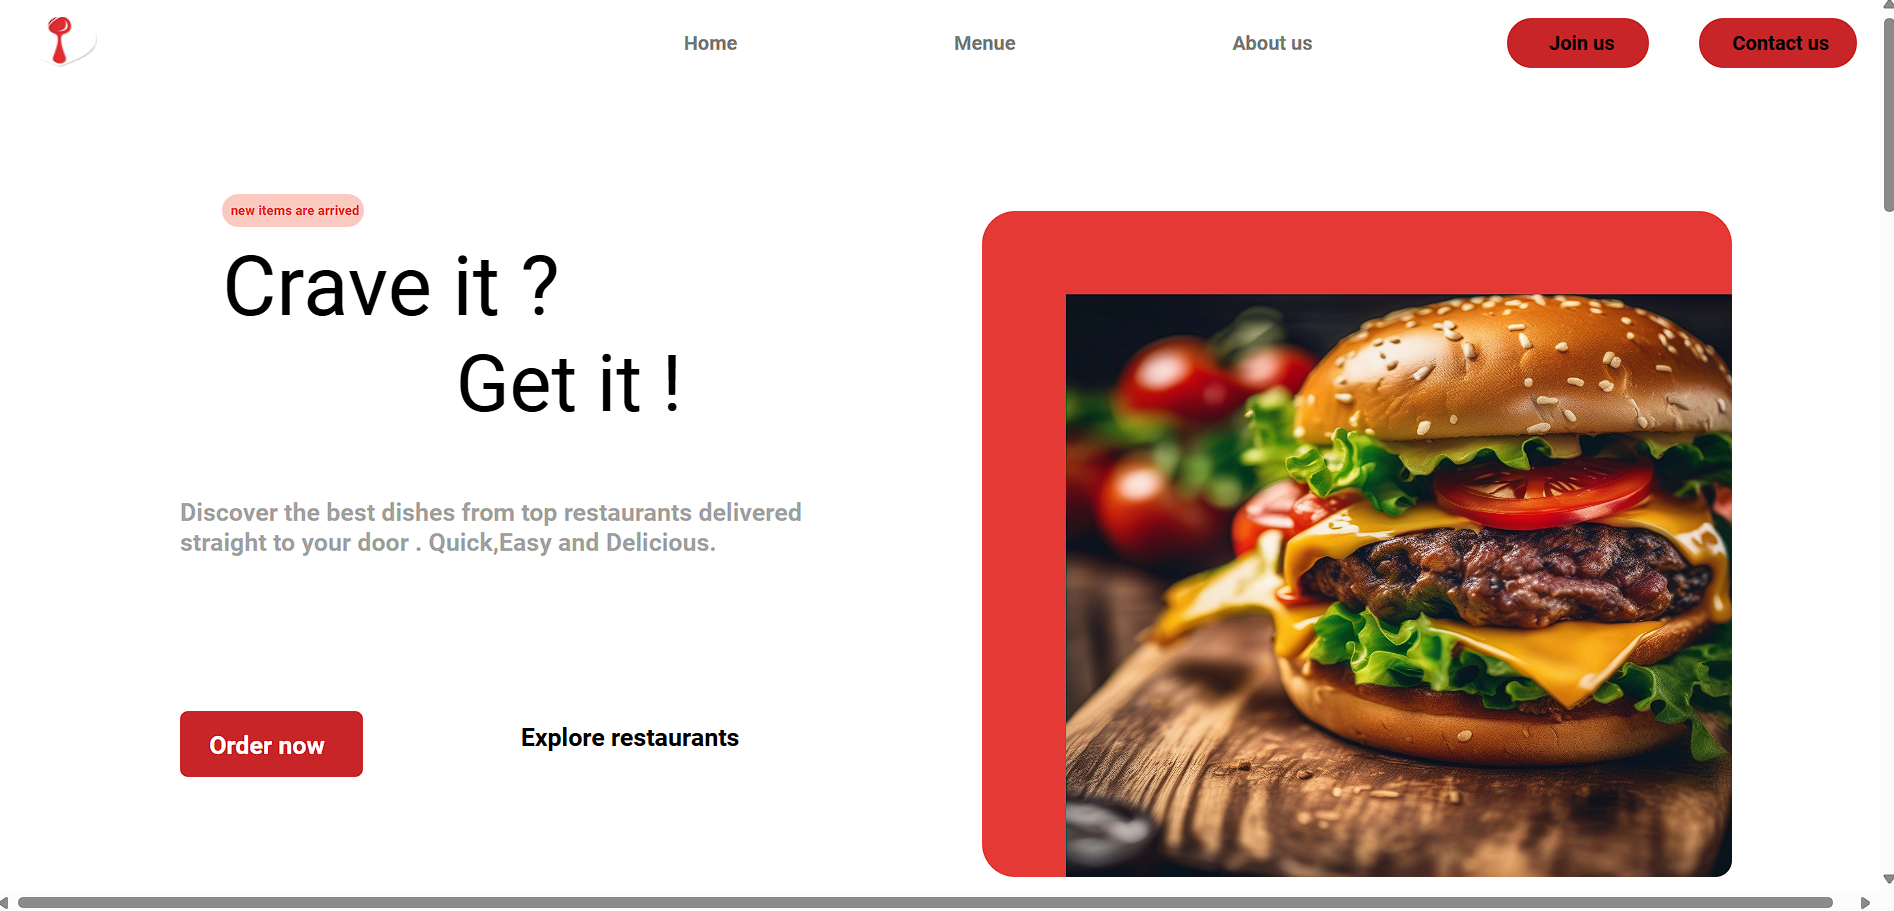 Home
Menue
About us
Join us
Contact us
new items are arrived
Crave it ?
Get it !
Discover the best dishes from top restaurants delivered
straight to your door . Quick,Easy and Delicious.
Order now
Explore restaurants